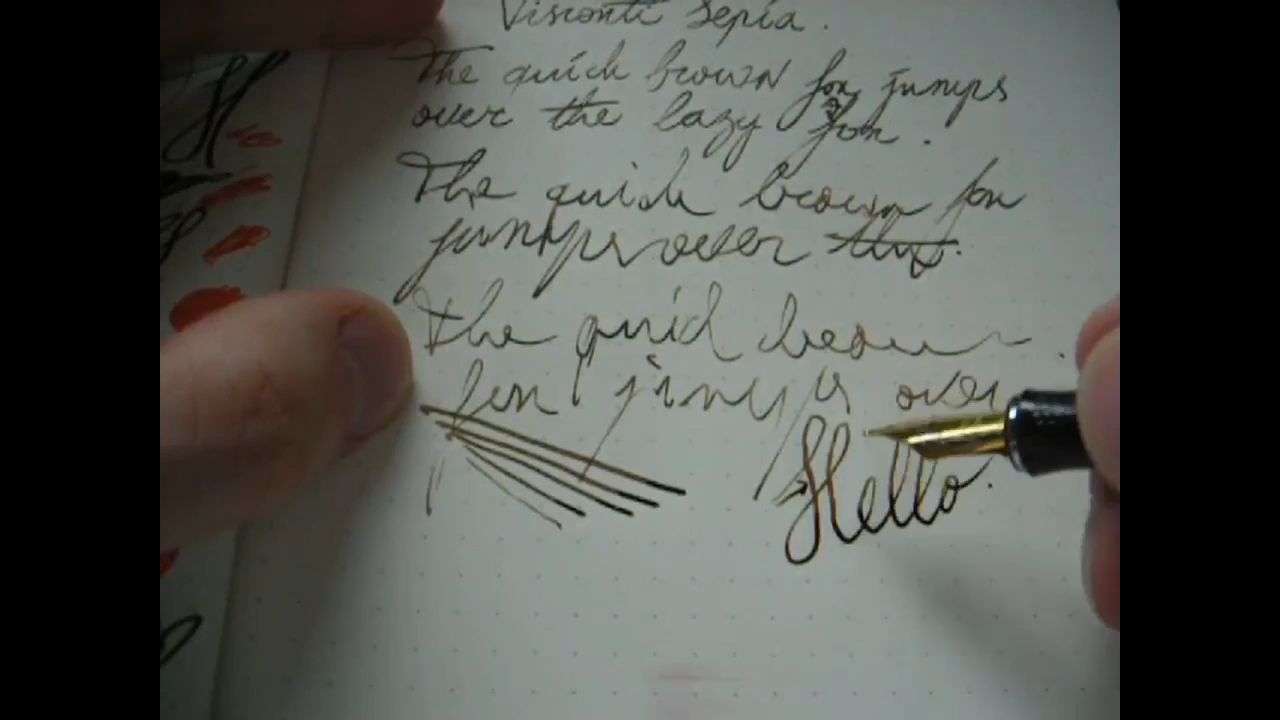 Visconti Sepia.
The quick brown fox jumps
over the lazy fox.
The quick brown fox
jumps over the.
The quick brown
fox jumps over
Hello.